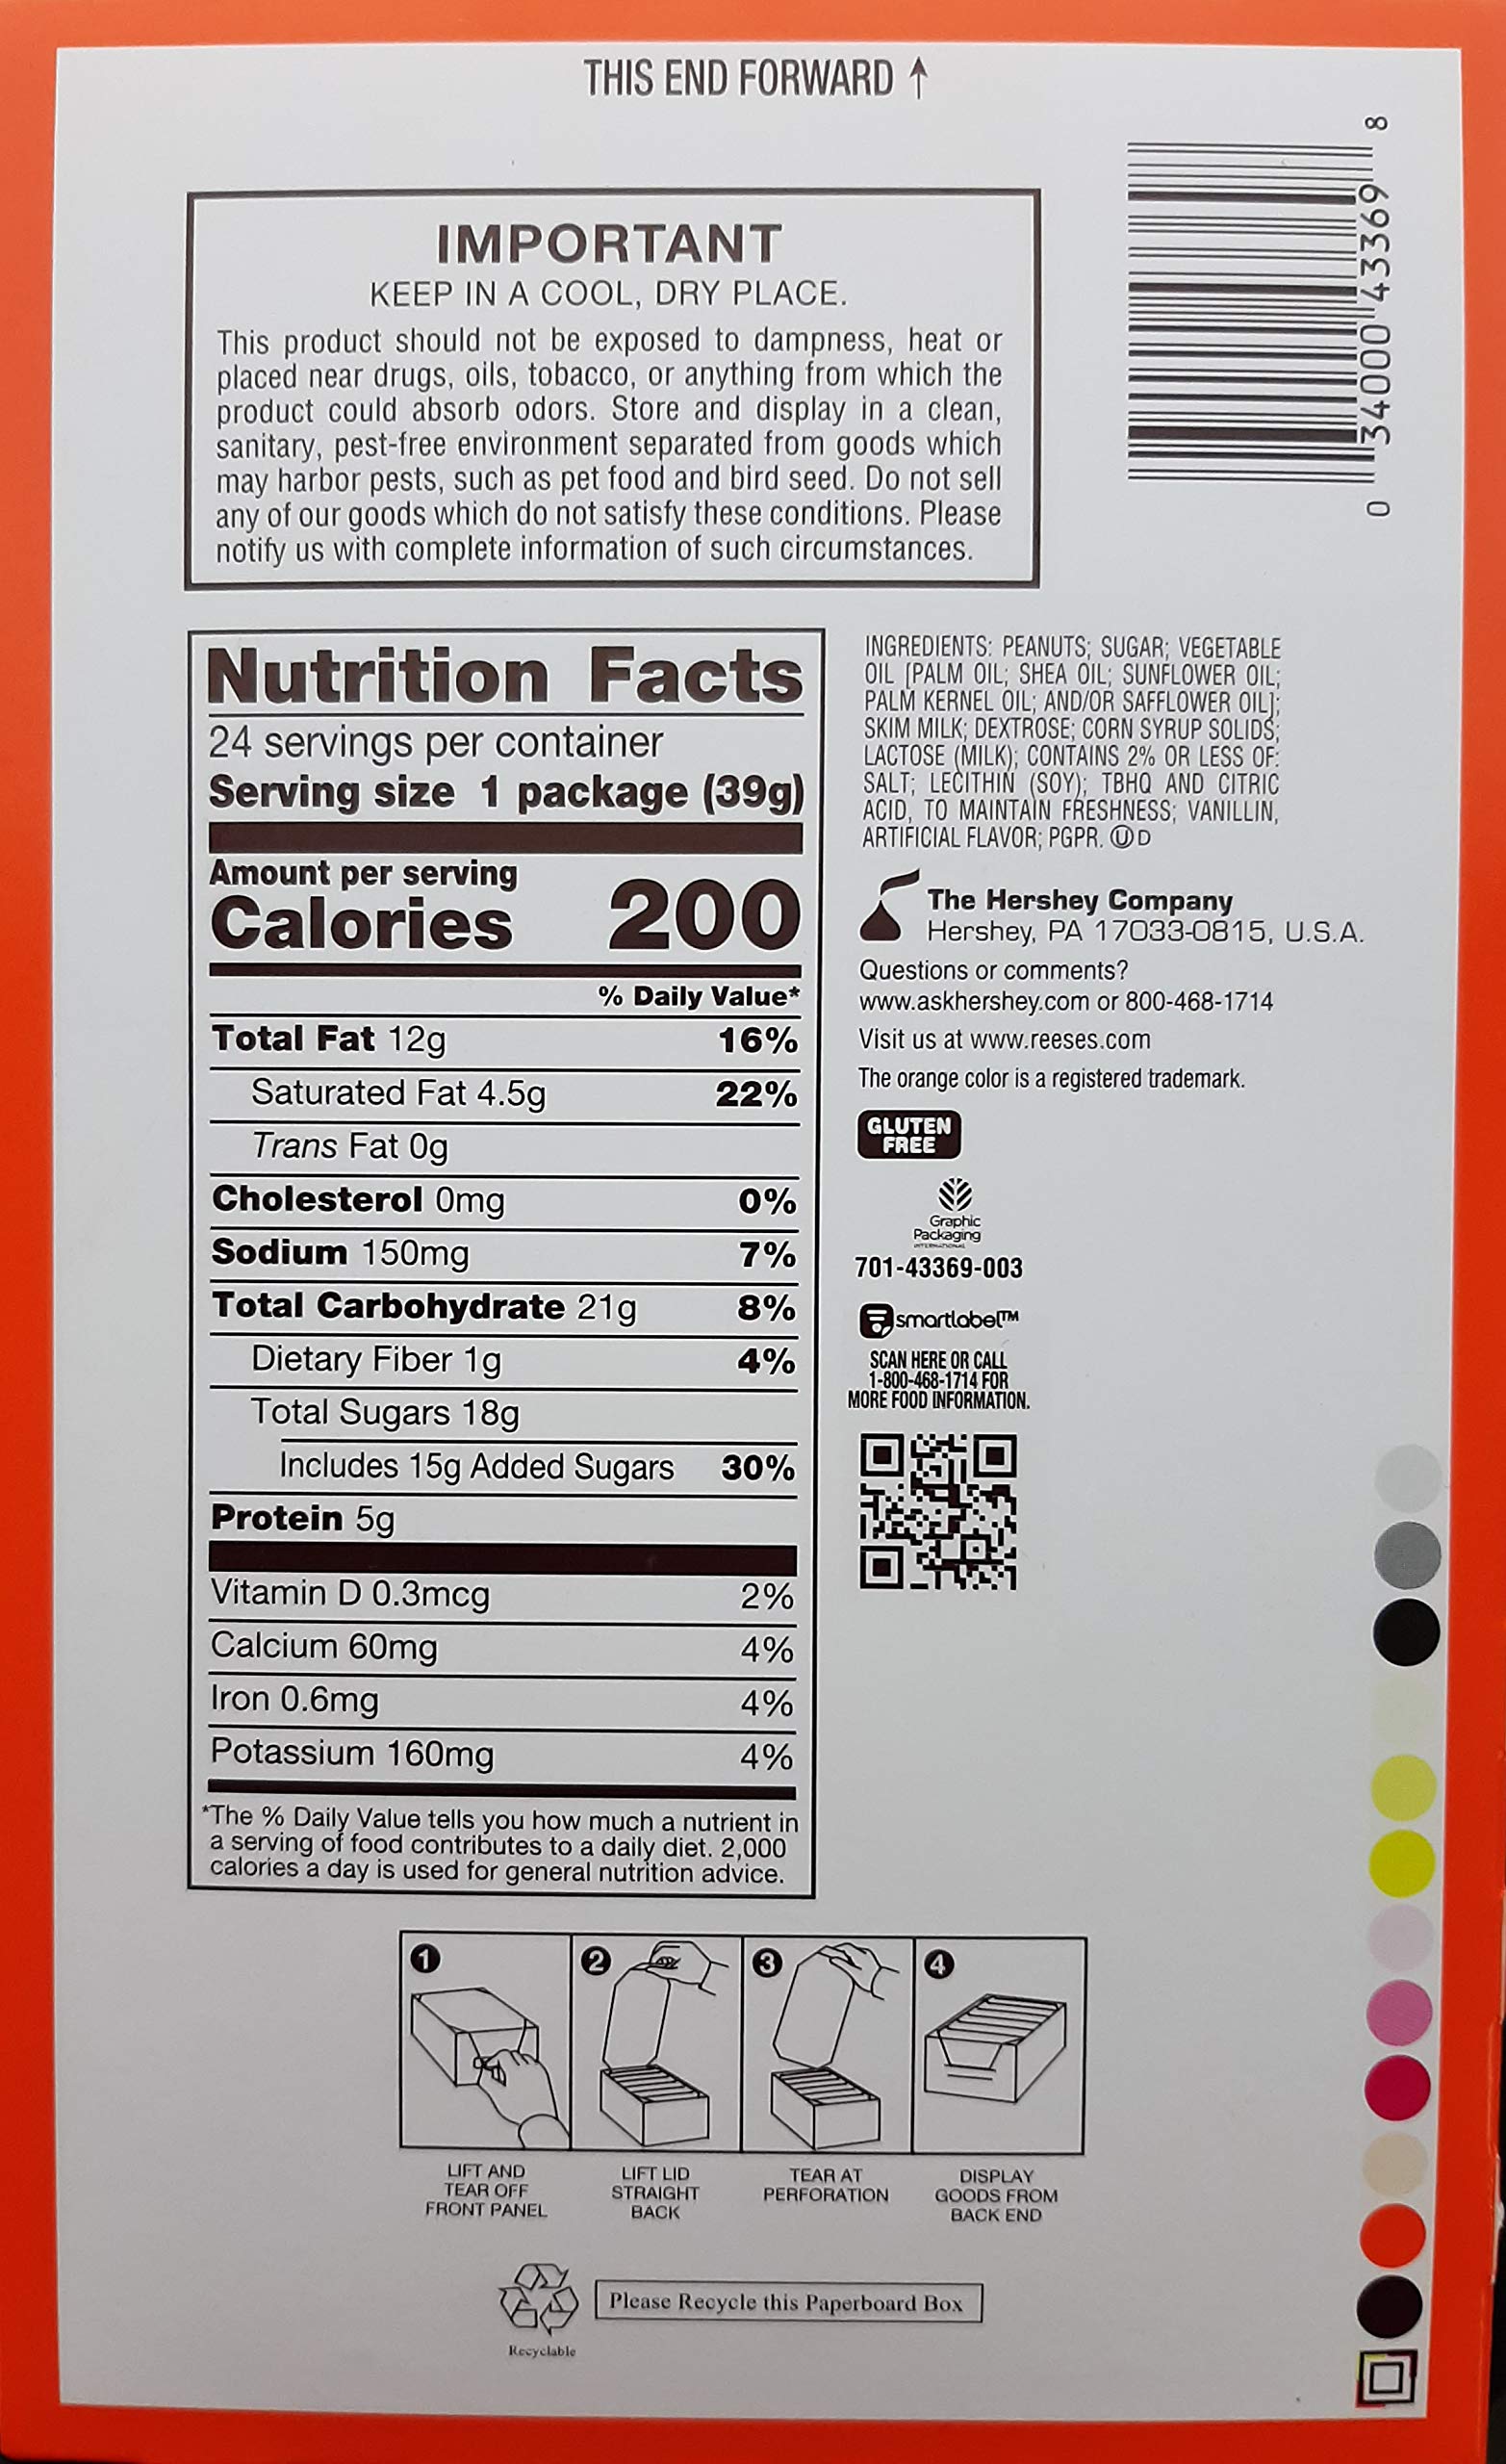 THIS END FORWARD ↑
8
34000 43369
0
IMPORTANT
KEEP IN A COOL, DRY PLACE.
This product should not be exposed to dampness, heat or
placed near drugs, oils, tobacco, or anything from which the
product could absorb odors. Store and display in a clean,
sanitary, pest-free environment separated from goods which
may harbor pests, such as pet food and bird seed. Do not sell
any of our goods which do not satisfy these conditions. Please
notify us with complete information of such circumstances.
Nutrition Facts
24 servings per container
Serving size 1 package (39g)
Amount per serving
Calories 200
% Daily Value*
Total Fat 12g 16%
Saturated Fat 4.5g 22%
Trans Fat 0g
Cholesterol 0mg 0%
Sodium 150mg 7%
Total Carbohydrate 21g 8%
Dietary Fiber 1g 4%
Total Sugars 18g
Includes 15g Added Sugars 30%
Protein 5g
Vitamin D 0.3mcg 2%
Calcium 60mg 4%
Iron 0.6mg 4%
Potassium 160mg 4%
*The % Daily Value tells you how much a nutrient in
a serving of food contributes to a daily diet. 2,000
calories a day is used for general nutrition advice.
INGREDIENTS: PEANUTS; SUGAR; VEGETABLE
OIL [PALM OIL; SHEA OIL; SUNFLOWER OIL;
PALM KERNEL OIL; AND/OR SAFFLOWER OIL];
SKIM MILK; DEXTROSE; CORN SYRUP SOLIDS;
LACTOSE (MILK); CONTAINS 2% OR LESS OF:
SALT; LECITHIN (SOY); TBHQ AND CITRIC
ACID, TO MAINTAIN FRESHNESS; VANILLIN,
ARTIFICIAL FLAVOR; PGPR. Ⓤ D
The Hershey Company
Hershey, PA 17033-0815, U.S.A.
Questions or comments?
www.askhershey.com or 800-468-1714
Visit us at www.reeses.com
The orange color is a registered trademark.
GLUTEN
FREE
Graphic
Packaging
INTERNATIONAL
701-43369-003
smartlabel™
SCAN HERE OR CALL
1-800-468-1714 FOR
MORE FOOD INFORMATION.
1
2
3
4
LIFT AND
TEAR OFF
FRONT PANEL
LIFT LID
STRAIGHT
BACK
TEAR AT
PERFORATION
DISPLAY
GOODS FROM
BACK END
Please Recycle this Paperboard Box
Recyclable